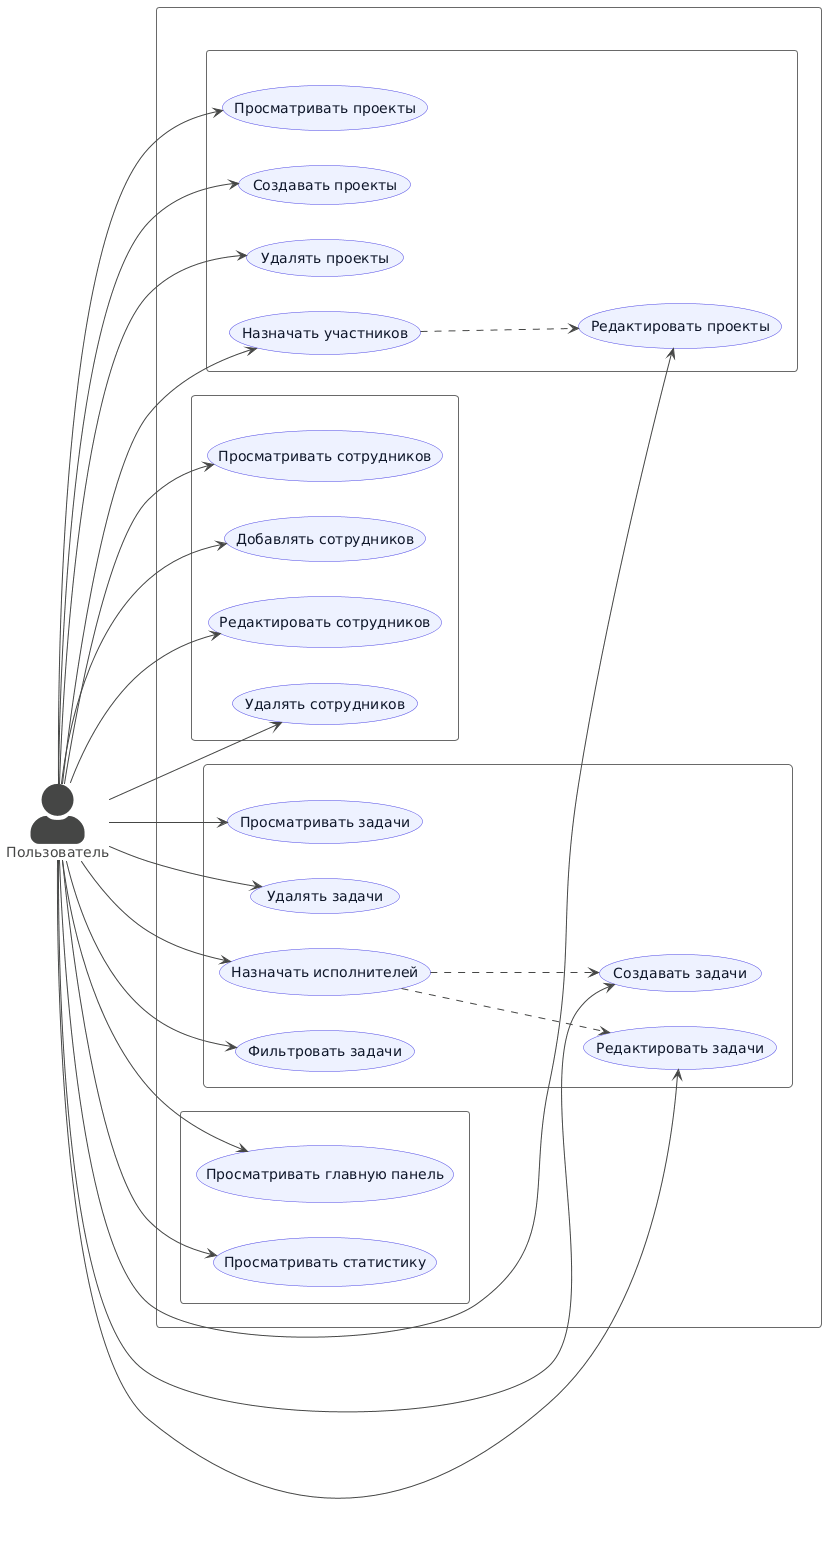 Просматривать проекты
Создавать проекты
Удалять проекты
Назначать участников
Редактировать проекты
Просматривать сотрудников
Добавлять сотрудников
Редактировать сотрудников
Удалять сотрудников
Пользователь
Просматривать задачи
Удалять задачи
Назначать исполнителей
Создавать задачи
Фильтровать задачи
Редактировать задачи
Просматривать главную панель
Просматривать статистику